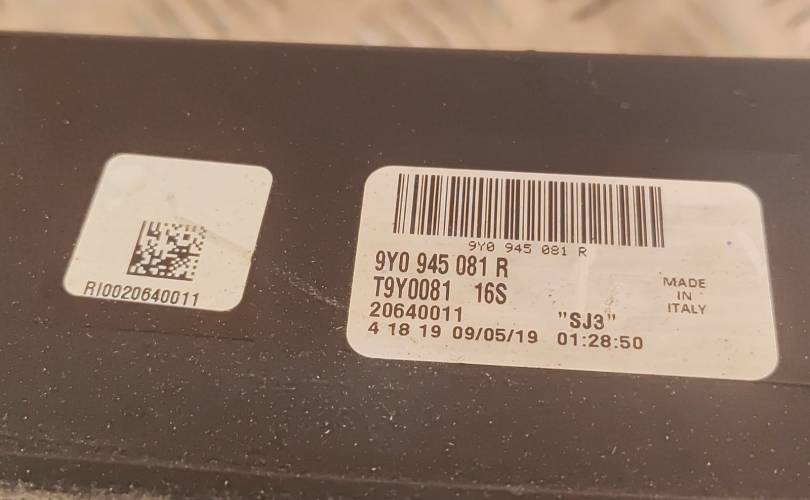 RI0020640011
9Y0 945 081 R
9Y0 945 081 R
T9Y0081 16S
20640011 "SJ3"
4 18 19 09/05/19 01:28:50
MADE
IN
ITALY